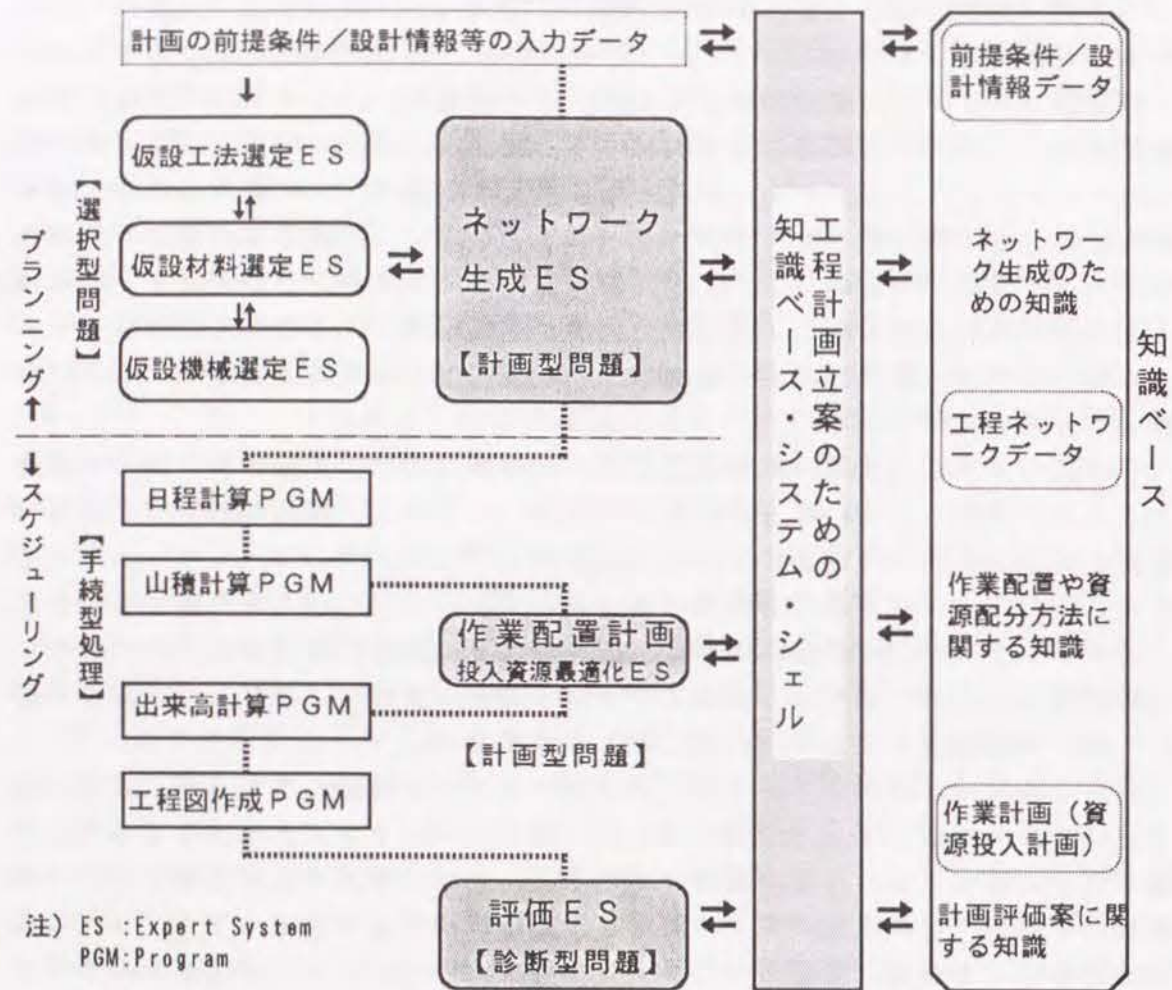 計画の前提条件／設計情報等の入力データ
仮設工法選定ＥＳ
仮設材料選定ＥＳ
仮設機械選定ＥＳ
【選択型問題】
プランニング↑
ネットワーク
生成ＥＳ
【計画型問題】
↓スケジューリング
【手続型処理】
日程計算ＰＧＭ
山積計算ＰＧＭ
出来高計算ＰＧＭ
工程図作成ＰＧＭ
作業配置計画
投入資源最適化ＥＳ
【計画型問題】
評価ＥＳ
【診断型問題】
工程計画立案のための
知識ベース・システム・シェル
前提条件／設
計情報データ
ネットワー
ク生成のた
めの知識
工程ネットワ
ークデータ
作業配置や資
源配分方法に
関する知識
作業計画（資
源投入計画）
計画評価案に関
する知識
知識ベース
注）ES :Expert System
PGM:Program